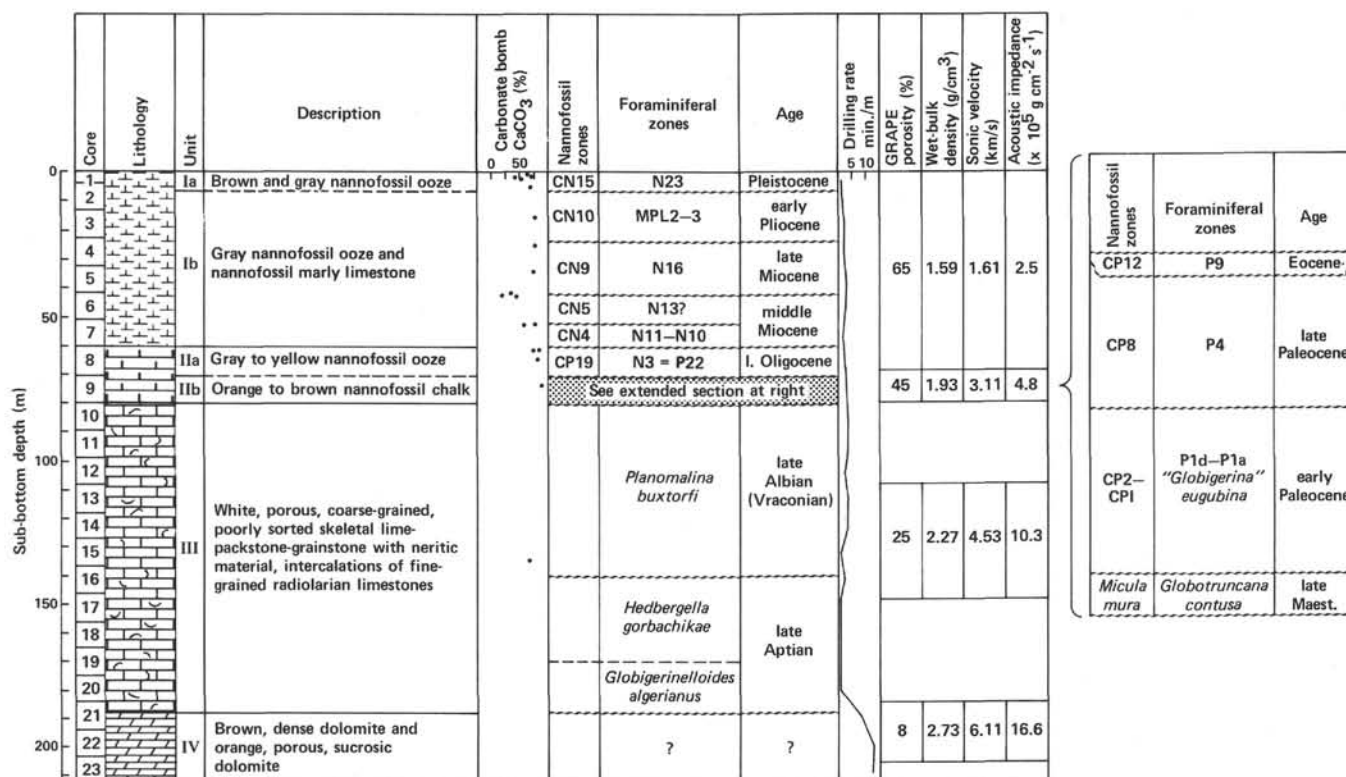 Sub-bottom depth (m)
Core
Lithology
Unit
Description
Carbonate bomb
CaCO3 (%)
0 50
Nannofossil
zones
Foraminiferal
zones
Age
Drilling rate
min./m
5 10
GRAPE
porosity (%)
Wet-bulk
density (g/cm3)
Sonic velocity
(km/s)
Acoustic impedance
(x 10^5 g cm-2 s-1)
0
50
100
150
200
1
2
3
4
5
6
7
8
9
10
11
12
13
14
15
16
17
18
19
20
21
22
23
Ia
Brown and gray nannofossil ooze
Ib
Gray nannofossil ooze and
nannofossil marly limestone
IIa
Gray to yellow nannofossil ooze
IIb
Orange to brown nannofossil chalk
III
White, porous, coarse-grained,
poorly sorted skeletal lime-
packstone-grainstone with neritic
material, intercalations of fine-
grained radiolarian limestones
IV
Brown, dense dolomite and
orange, porous, sucrosic
dolomite
CN15 N23 Pleistocene
CN10 MPL2–3 early
Pliocene
CN9 N16 late
Miocene
CN5 N13? middle
Miocene
CN4 N11–N10
CP19 N3 = P22 l. Oligocene
See extended section at right
Planomalina
buxtorfi
late
Albian
(Vraconian)
Hedbergella
gorbachikae
late
Aptian
Globigerinelloides
algerianus
? ?
65 1.59 1.61 2.5
45 1.93 3.11 4.8
25 2.27 4.53 10.3
8 2.73 6.11 16.6
Nannofossil
zones
Foraminiferal
zones
Age
CP12 P9 Eocene
CP8 P4 late
Paleocene
CP2–
CPI
P1d–P1a
"Globigerina"
eugubina
early
Paleocene
Micula
mura
Globotruncana
contusa
late
Maest.